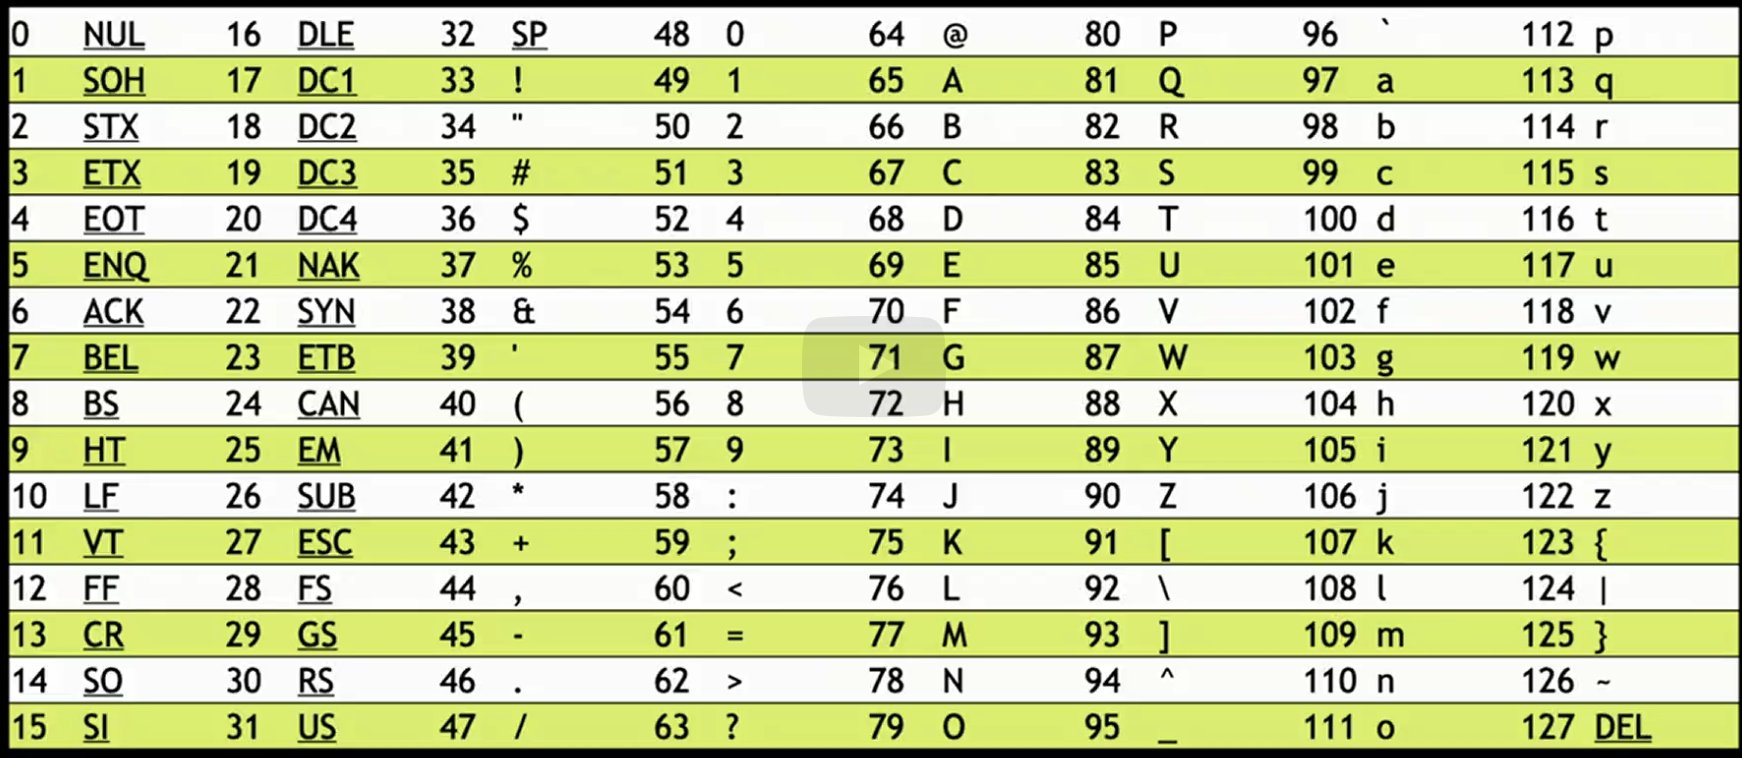 0 NUL 16 DLE 32 SP 48 0 64 @ 80 P 96 ` 112 p
1 SOH 17 DC1 33 ! 49 1 65 A 81 Q 97 a 113 q
2 STX 18 DC2 34 " 50 2 66 B 82 R 98 b 114 r
3 ETX 19 DC3 35 # 51 3 67 C 83 S 99 c 115 s
4 EOT 20 DC4 36 $ 52 4 68 D 84 T 100 d 116 t
5 ENQ 21 NAK 37 % 53 5 69 E 85 U 101 e 117 u
6 ACK 22 SYN 38 & 54 6 70 F 86 V 102 f 118 v
7 BEL 23 ETB 39 ' 55 7 71 G 87 W 103 g 119 w
8 BS 24 CAN 40 ( 56 8 72 H 88 X 104 h 120 x
9 HT 25 EM 41 ) 57 9 73 I 89 Y 105 i 121 y
10 LF 26 SUB 42 * 58 : 74 J 90 Z 106 j 122 z
11 VT 27 ESC 43 + 59 ; 75 K 91 [ 107 k 123 {
12 FF 28 FS 44 , 60 < 76 L 92 \ 108 l 124 |
13 CR 29 GS 45 - 61 = 77 M 93 ] 109 m 125 }
14 SO 30 RS 46 . 62 > 78 N 94 ^ 110 n 126 ~
15 SI 31 US 47 / 63 ? 79 O 95 _ 111 o 127 DEL